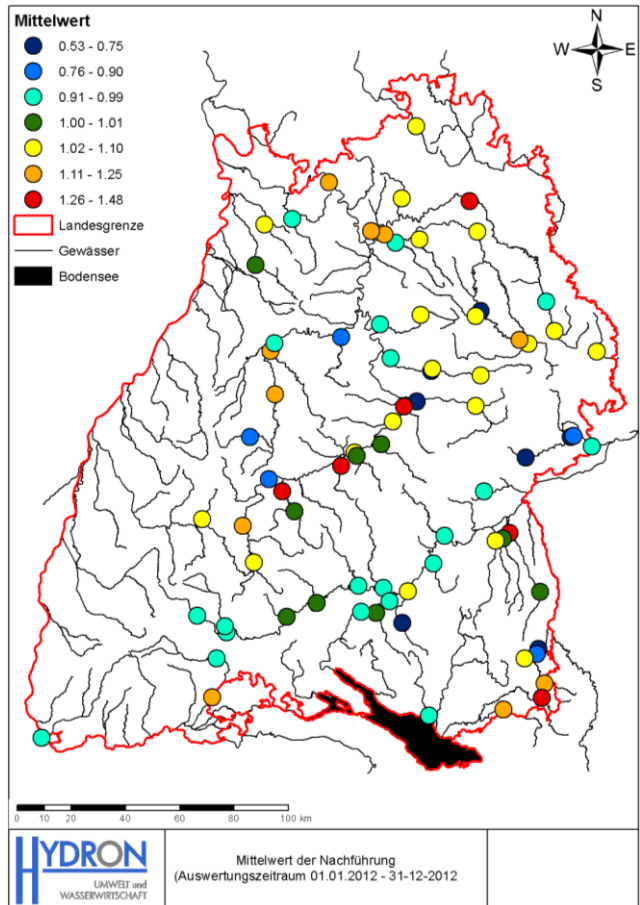 Mittelwert
0.53 - 0.75
0.76 - 0.90
0.91 - 0.99
1.00 - 1.01
1.02 - 1.10
1.11 - 1.25
1.26 - 1.48
Landesgrenze
Gewässer
Bodensee
N
W E
S
0 10 20 40 60 80 100 km
HYDRON
UMWELT und
WASSERWIRTSCHAFT
Mittelwert der Nachführung
(Auswertungszeitraum 01.01.2012 - 31-12-2012